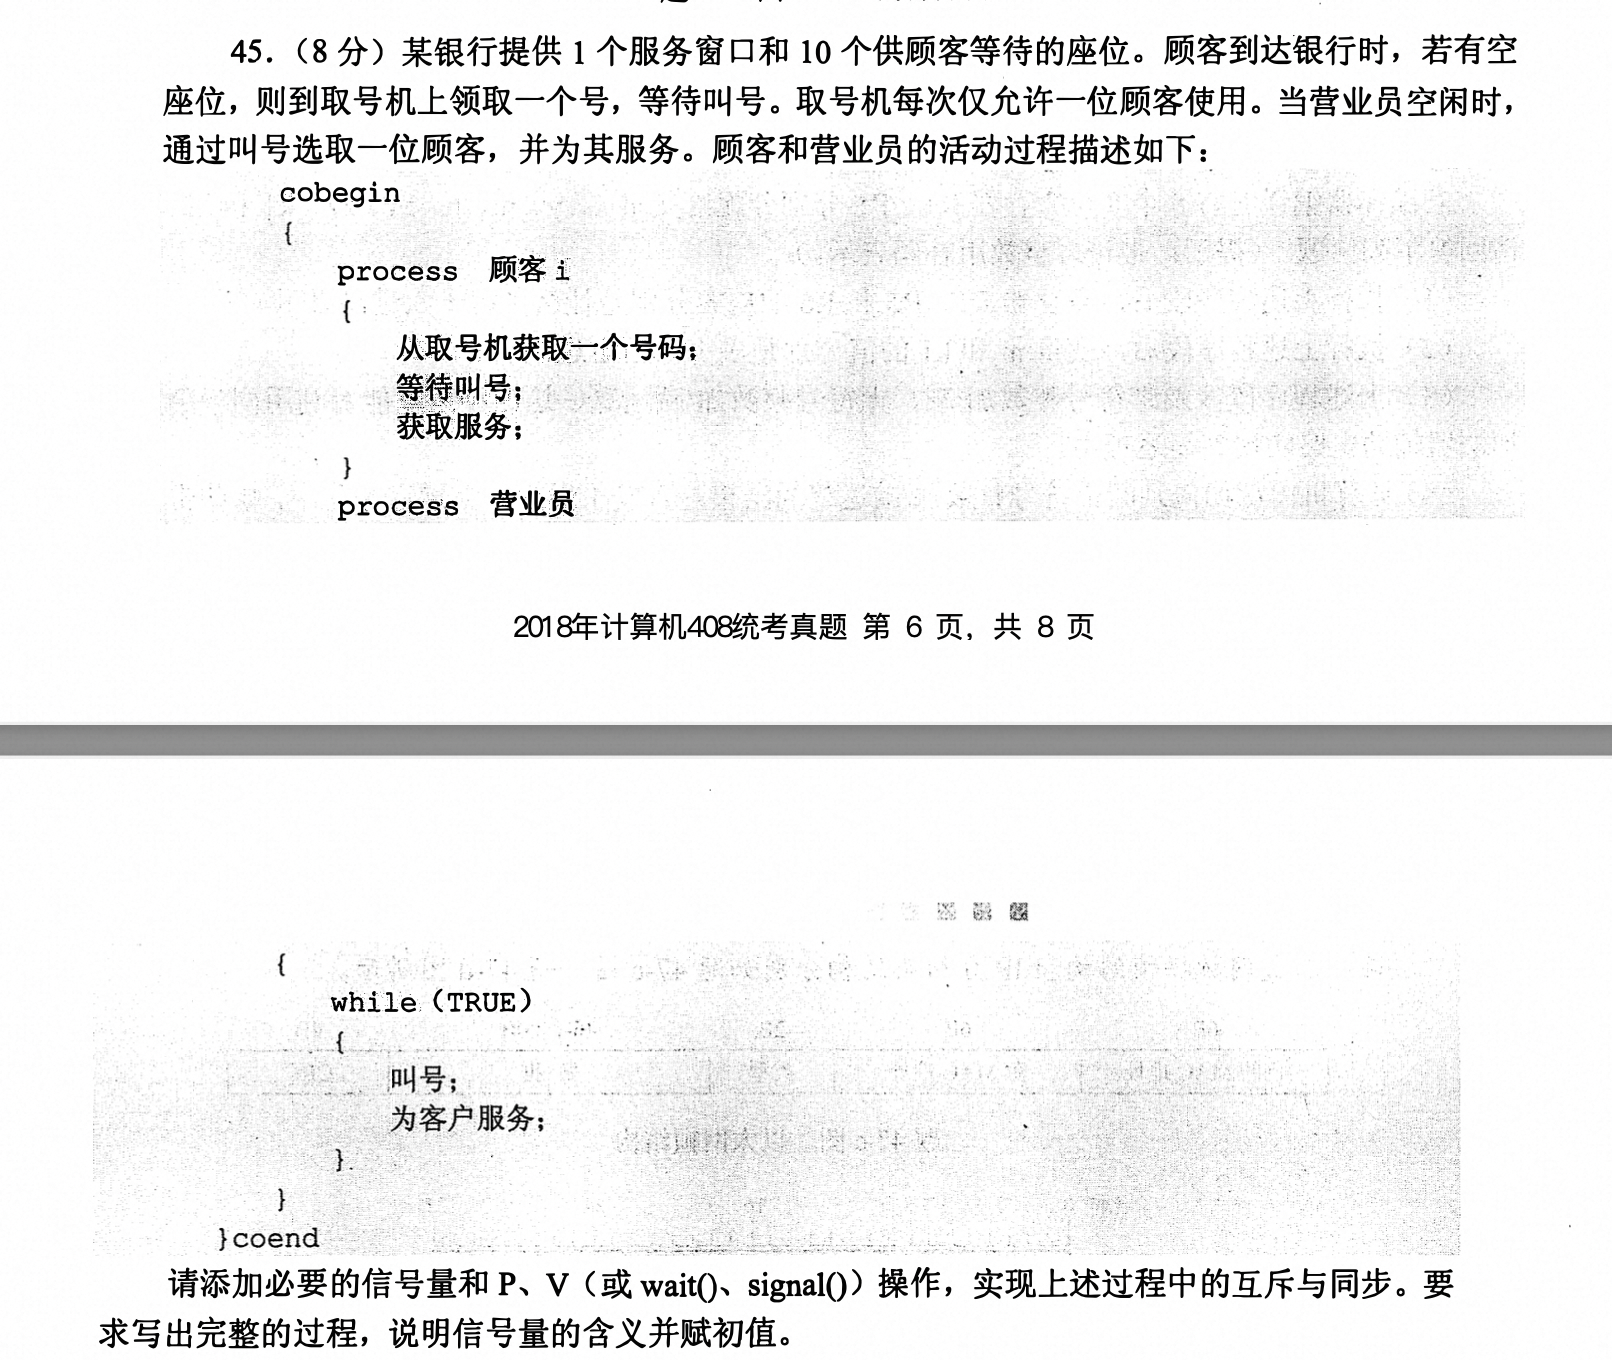 45.（8 分）某银行提供 1 个服务窗口和 10 个供顾客等待的座位。顾客到达银行时，若有空
座位，则到取号机上领取一个号，等待叫号。取号机每次仅允许一位顾客使用。当营业员空闲时，
通过叫号选取一位顾客，并为其服务。顾客和营业员的活动过程描述如下：
cobegin
{
process 顾客 i
{
从取号机获取一个号码；
等待叫号；
获取服务；
}
process 营业员
2018年计算机408统考真题 第 6 页，共 8 页
{
while（TRUE）
{
叫号；
为客户服务；
}
}
}coend
请添加必要的信号量和 P、V（或 wait()、signal()）操作，实现上述过程中的互斥与同步。要
求写出完整的过程，说明信号量的含义并赋初值。